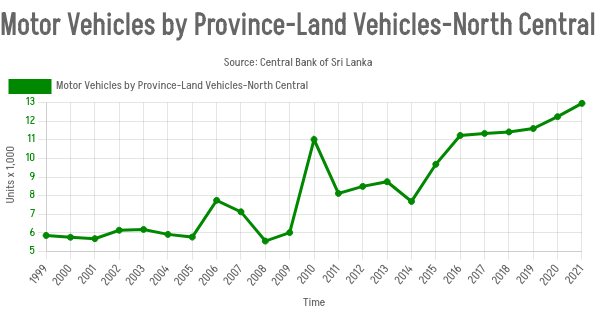 Motor Vehicles by Province-Land Vehicles-North Central
Source: Central Bank of Sri Lanka
Motor Vehicles by Province-Land Vehicles-North Central
13
12
11
10
9
8
7
6
5
Units x 1,000
1999 2000 2001 2002 2003 2004 2005 2006 2007 2008 2009 2010 2011 2012 2013 2014 2015 2016 2017 2018 2019 2020 2021
Time